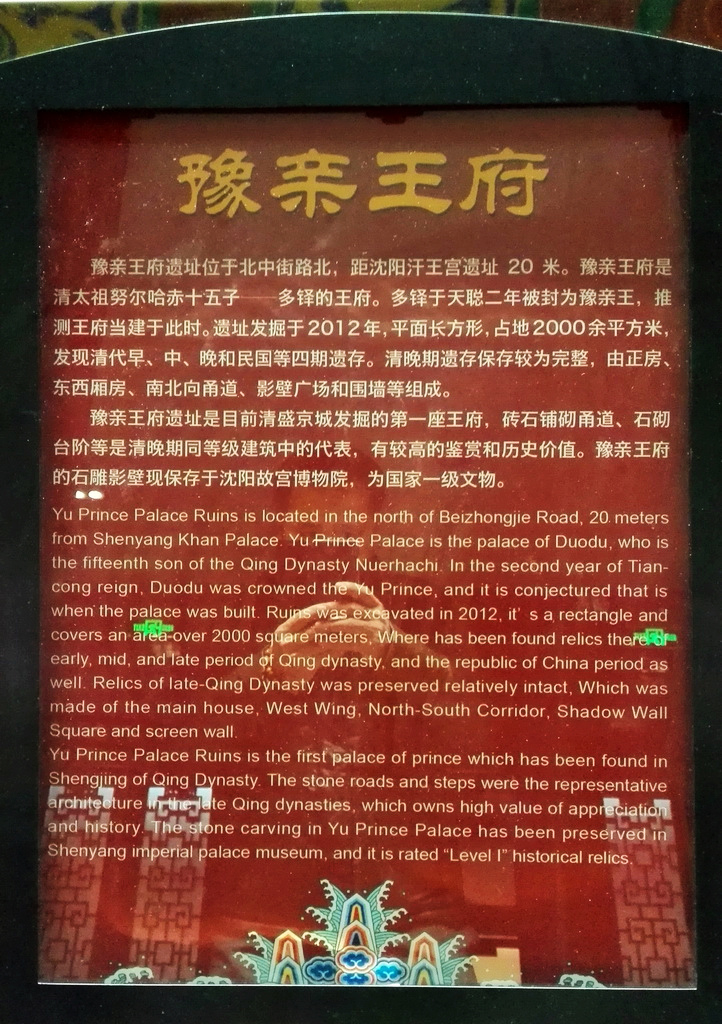 豫亲王府
豫亲王府遗址位于北中街路北，距沈阳汗王宫遗址 20 米。豫亲王府是
清太祖努尔哈赤十五子——多铎的王府。多铎于天聪二年被封为豫亲王，推
测王府当建于此时。遗址发掘于2012年，平面长方形，占地2000余平方米，
发现清代早、中、晚和民国等四期遗存。清晚期遗存保存较为完整，由正房、
东西厢房、南北向甬道、影壁广场和围墙等组成。
豫亲王府遗址是目前清盛京城发掘的第一座王府，砖石铺砌甬道、石砌
台阶等是清晚期同等级建筑中的代表，有较高的鉴赏和历史价值。豫亲王府
的石雕影壁现保存于沈阳故宫博物院，为国家一级文物。
Yu Prince Palace Ruins is located in the north of Beizhongjie Road, 20 meters
from Shenyang Khan Palace. Yu Prince Palace is the palace of Duodu, who is
the fifteenth son of the Qing Dynasty Nuerhachi. In the second year of Tian-
cong reign, Duodu was crowned the Yu Prince, and it is conjectured that is
when the palace was built. Ruins was excavated in 2012, it's a rectangle and
covers an area over 2000 square meters, Where has been found relics there of
early, mid, and late period of Qing dynasty, and the republic of China period as
well. Relics of late-Qing Dynasty was preserved relatively intact, Which was
made of the main house, West Wing, North-South Corridor, Shadow Wall
Square and screen wall.
Yu Prince Palace Ruins is the first palace of prince which has been found in
Shengjing of Qing Dynasty. The stone roads and steps were the representative
architecture in the late Qing dynasties, which owns high value of appreciation
and history. The stone carving in Yu Prince Palace has been preserved in
Shenyang imperial palace museum, and it is rated “Level I” historical relics.